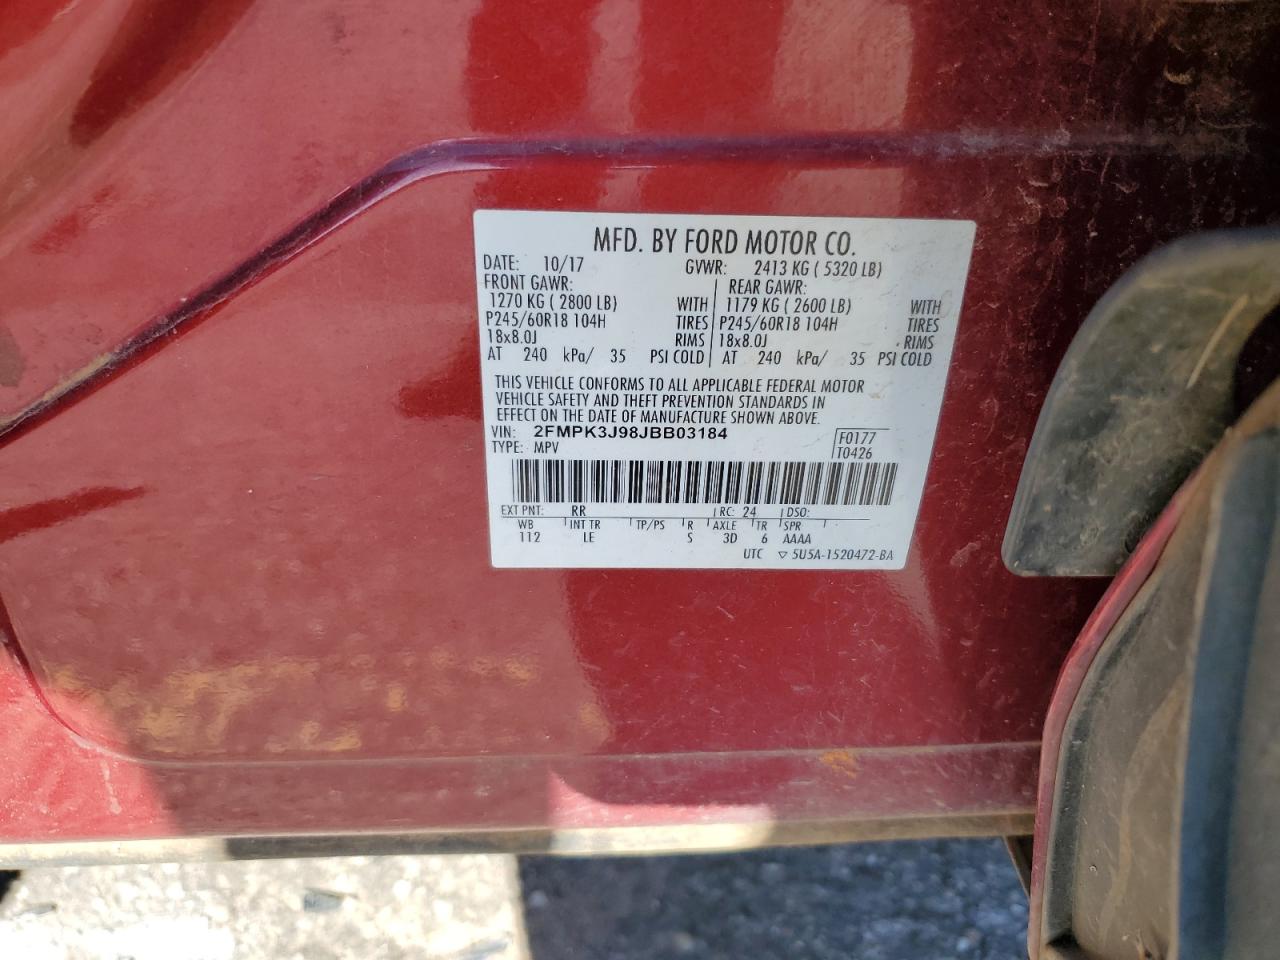 MFD. BY FORD MOTOR CO.
DATE: 10/17 GVWR: 2413 KG ( 5320 LB)
FRONT GAWR: REAR GAWR:
1270 KG ( 2800 LB) WITH 1179 KG ( 2600 LB) WITH
P245/60R18 104H TIRES P245/60R18 104H TIRES
18x8.0J RIMS 18x8.0J RIMS
AT 240 kPa/ 35 PSI COLD AT 240 kPa/ 35 PSI COLD
THIS VEHICLE CONFORMS TO ALL APPLICABLE FEDERAL MOTOR
VEHICLE SAFETY AND THEFT PREVENTION STANDARDS IN
EFFECT ON THE DATE OF MANUFACTURE SHOWN ABOVE.
VIN: 2FMPK3J98JBB03184 F0177
TYPE: MPV T0426
EXT PNT: RR RC: 24 DSO:
WB INT TR TP/PS R AXLE TR SPR
112 LE S 3D 6 AAAA
UTC ▽ 5U5A-1520472-BA